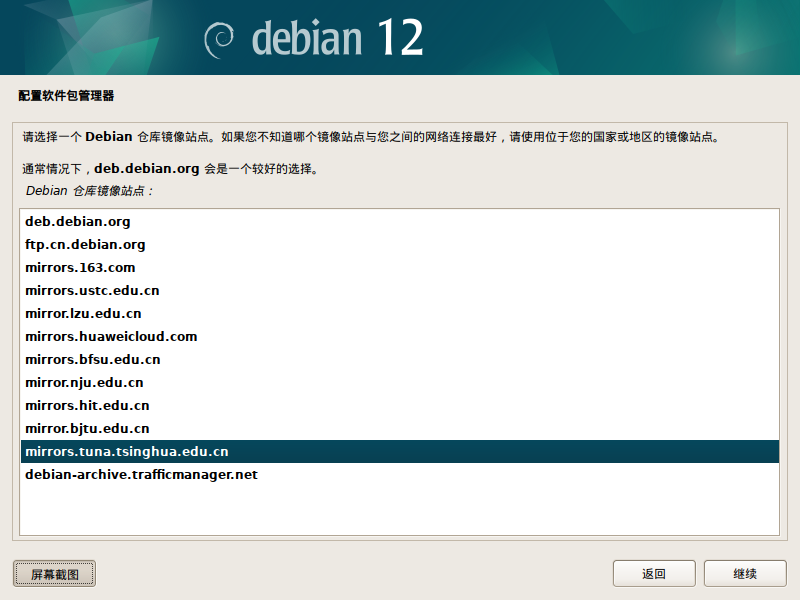 debian 12
配置软件包管理器
请选择一个 Debian 仓库镜像站点。如果您不知道哪个镜像站点与您之间的网络连接最好，请使用位于您的国家或地区的镜像站点。
通常情况下，deb.debian.org 会是一个较好的选择。
Debian 仓库镜像站点：
deb.debian.org
ftp.cn.debian.org
mirrors.163.com
mirrors.ustc.edu.cn
mirror.lzu.edu.cn
mirrors.huaweicloud.com
mirrors.bfsu.edu.cn
mirror.nju.edu.cn
mirrors.hit.edu.cn
mirror.bjtu.edu.cn
mirrors.tuna.tsinghua.edu.cn
debian-archive.trafficmanager.net
屏幕截图 返回 继续